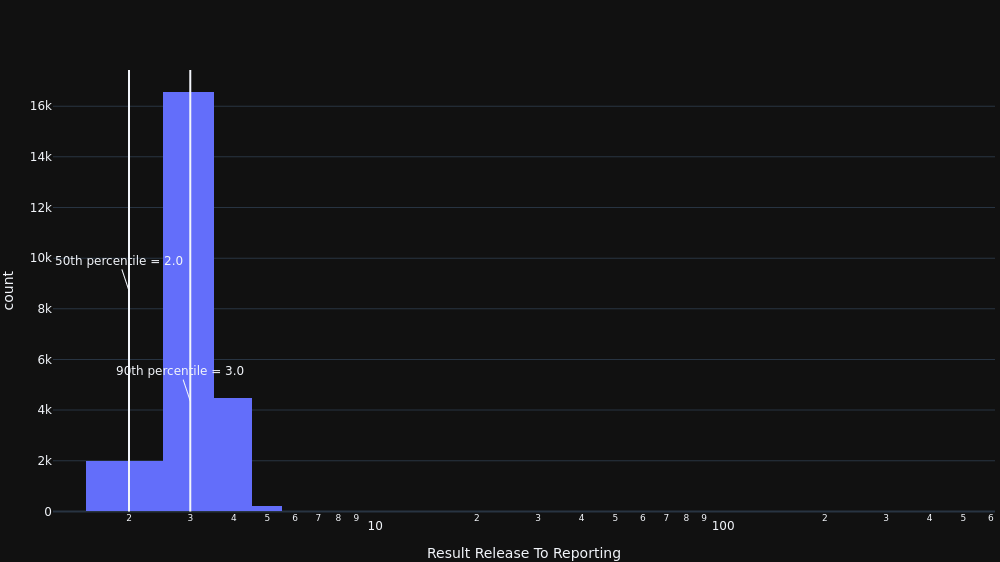 16k
14k
12k
10k
8k
6k
4k
2k
0
count
50th percentile = 2.0
90th percentile = 3.0
2 3 4 5 6 7 8 9 10 2 3 4 5 6 7 8 9 100 2 3 4 5 6
Result Release To Reporting